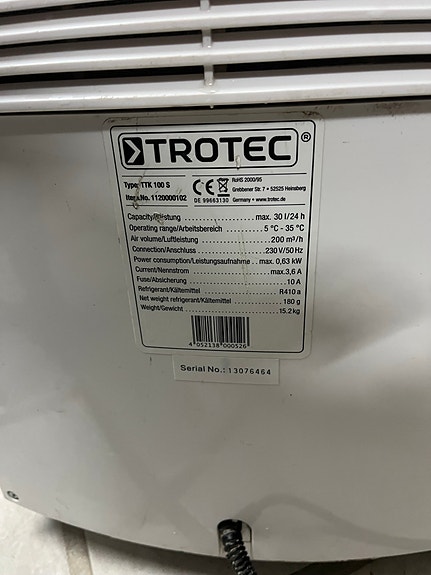 TROTEC®
Type: TTK 100 S
Item.No. 1120000102
CE
RoHS 2000/95
Grebbener Str. 7 • 52525 Heinsberg
DE 99663130 Germany • www.trotec.de
Capacity/Leistung max. 30 l/24 h
Operating range/Arbeitsbereich 5 °C - 35 °C
Air volume/Luftleistung 200 m³/h
Connection/Anschluss 230 V/50 Hz
Power consumption/Leistungsaufnahme max. 0,63 kW
Current/Nennstrom max. 3,6 A
Fuse/Absicherung 10 A
Refrigerant/Kältemittel R410 a
Net weight refrigerant/Kältemittel 180 g
Weight/Gewicht 15.2 kg
4 052138 000526
Serial No.: 13076464